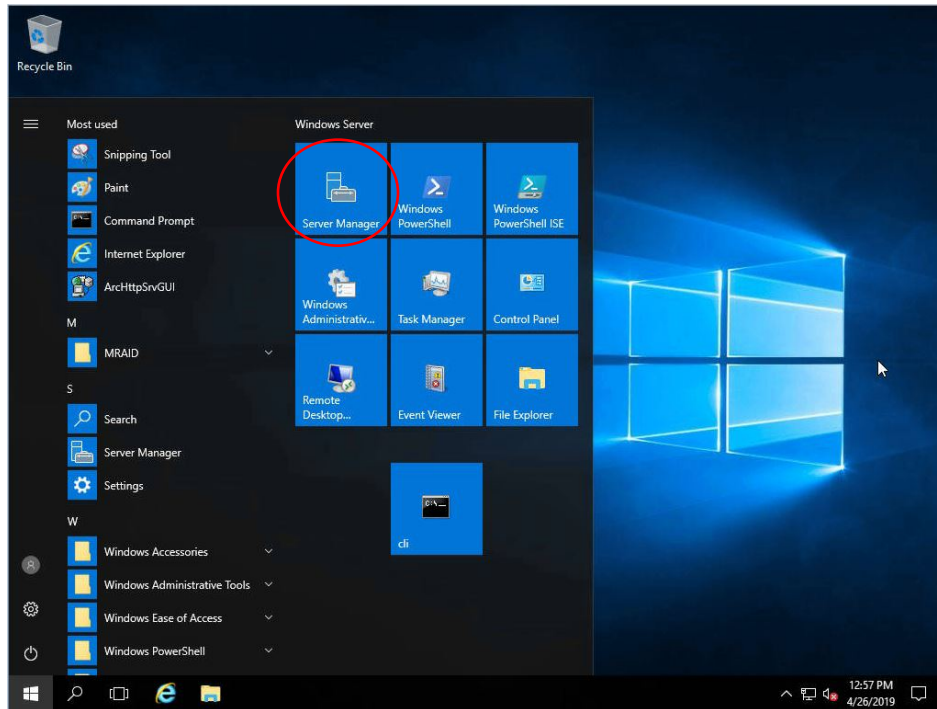 Recycle Bin
Most used
Snipping Tool
Paint
Command Prompt
Internet Explorer
ArcHttpSrvGUI
M
MRAID
S
Search
Server Manager
Settings
W
Windows Accessories
Windows Administrative Tools
Windows Ease of Access
Windows PowerShell
Windows Server
Server Manager
Windows
PowerShell
Windows
PowerShell ISE
Windows
Administrativ...
Task Manager
Control Panel
Remote
Desktop...
Event Viewer
File Explorer
C:\_
cli
12:57 PM
4/26/2019